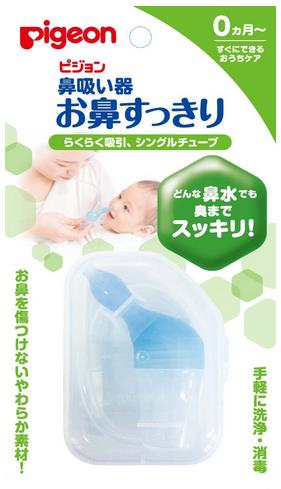 pigeon
0ヵ月~
すぐにできる
おうちケア
ピジョン
鼻吸い器
お鼻すっきり
らくらく吸引、シングルチューブ
どんな鼻水でも
奥まで
スッキリ!
お鼻を傷つけないやわらか素材!
手軽に洗浄・消毒